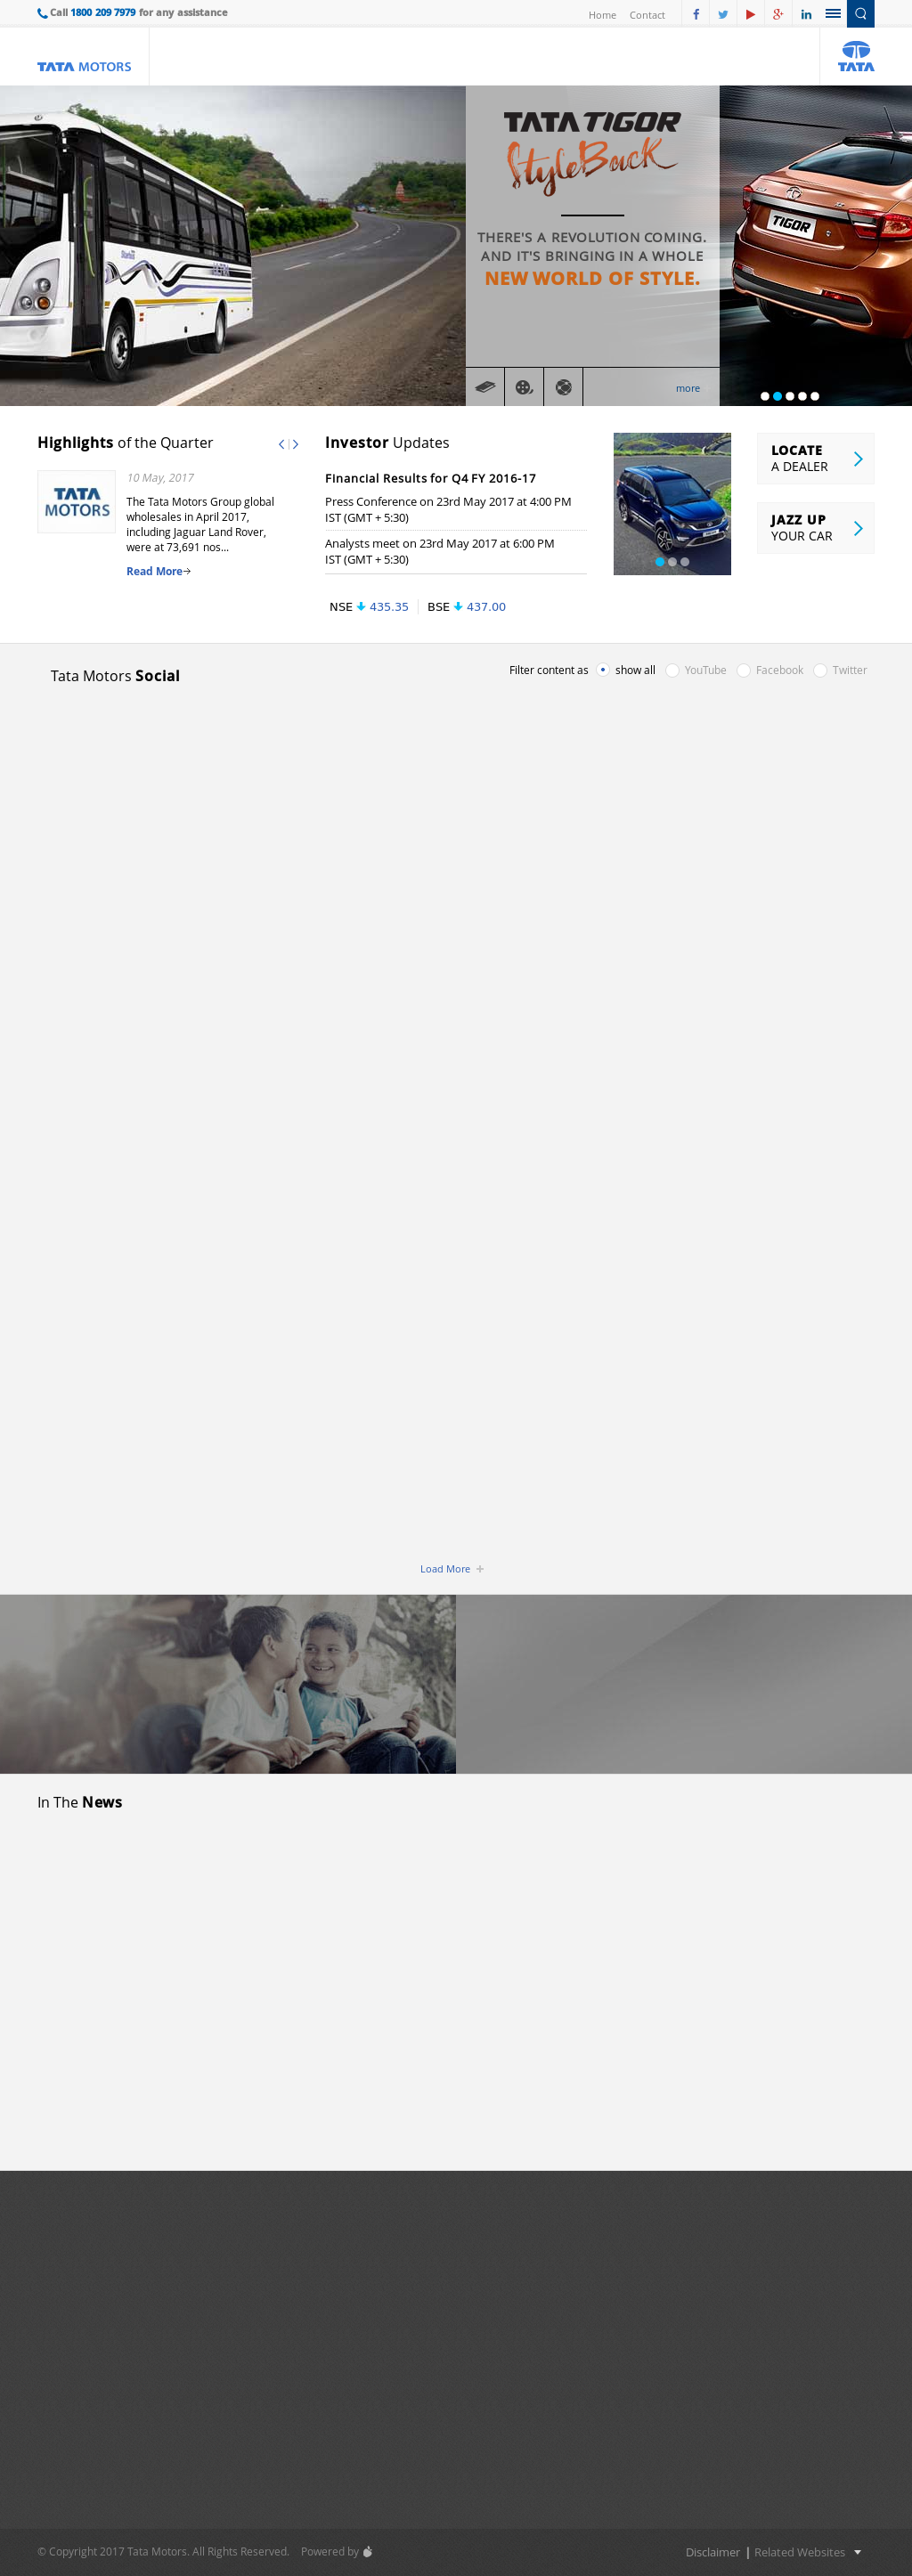 Call 1800 209 7979 for any assistance
Home
Contact
TATA MOTORS
TATA
TATA TIGOR
StyleBack
THERE'S A REVOLUTION COMING.
AND IT'S BRINGING IN A WHOLE
NEW WORLD OF STYLE.
more
TIGOR
Highlights of the Quarter
10 May, 2017
TATA
MOTORS
The Tata Motors Group global
wholesales in April 2017,
including Jaguar Land Rover,
were at 73,691 nos...
Read More
Investor Updates
Financial Results for Q4 FY 2016-17
Press Conference on 23rd May 2017 at 4:00 PM
IST (GMT + 5:30)
Analysts meet on 23rd May 2017 at 6:00 PM
IST (GMT + 5:30)
NSE 435.35
BSE 437.00
LOCATE
A DEALER
JAZZ UP
YOUR CAR
Tata Motors Social
Filter content as
show all
YouTube
Facebook
Twitter
Load More +
In The News
© Copyright 2017 Tata Motors. All Rights Reserved.
Powered by
Disclaimer | Related Websites